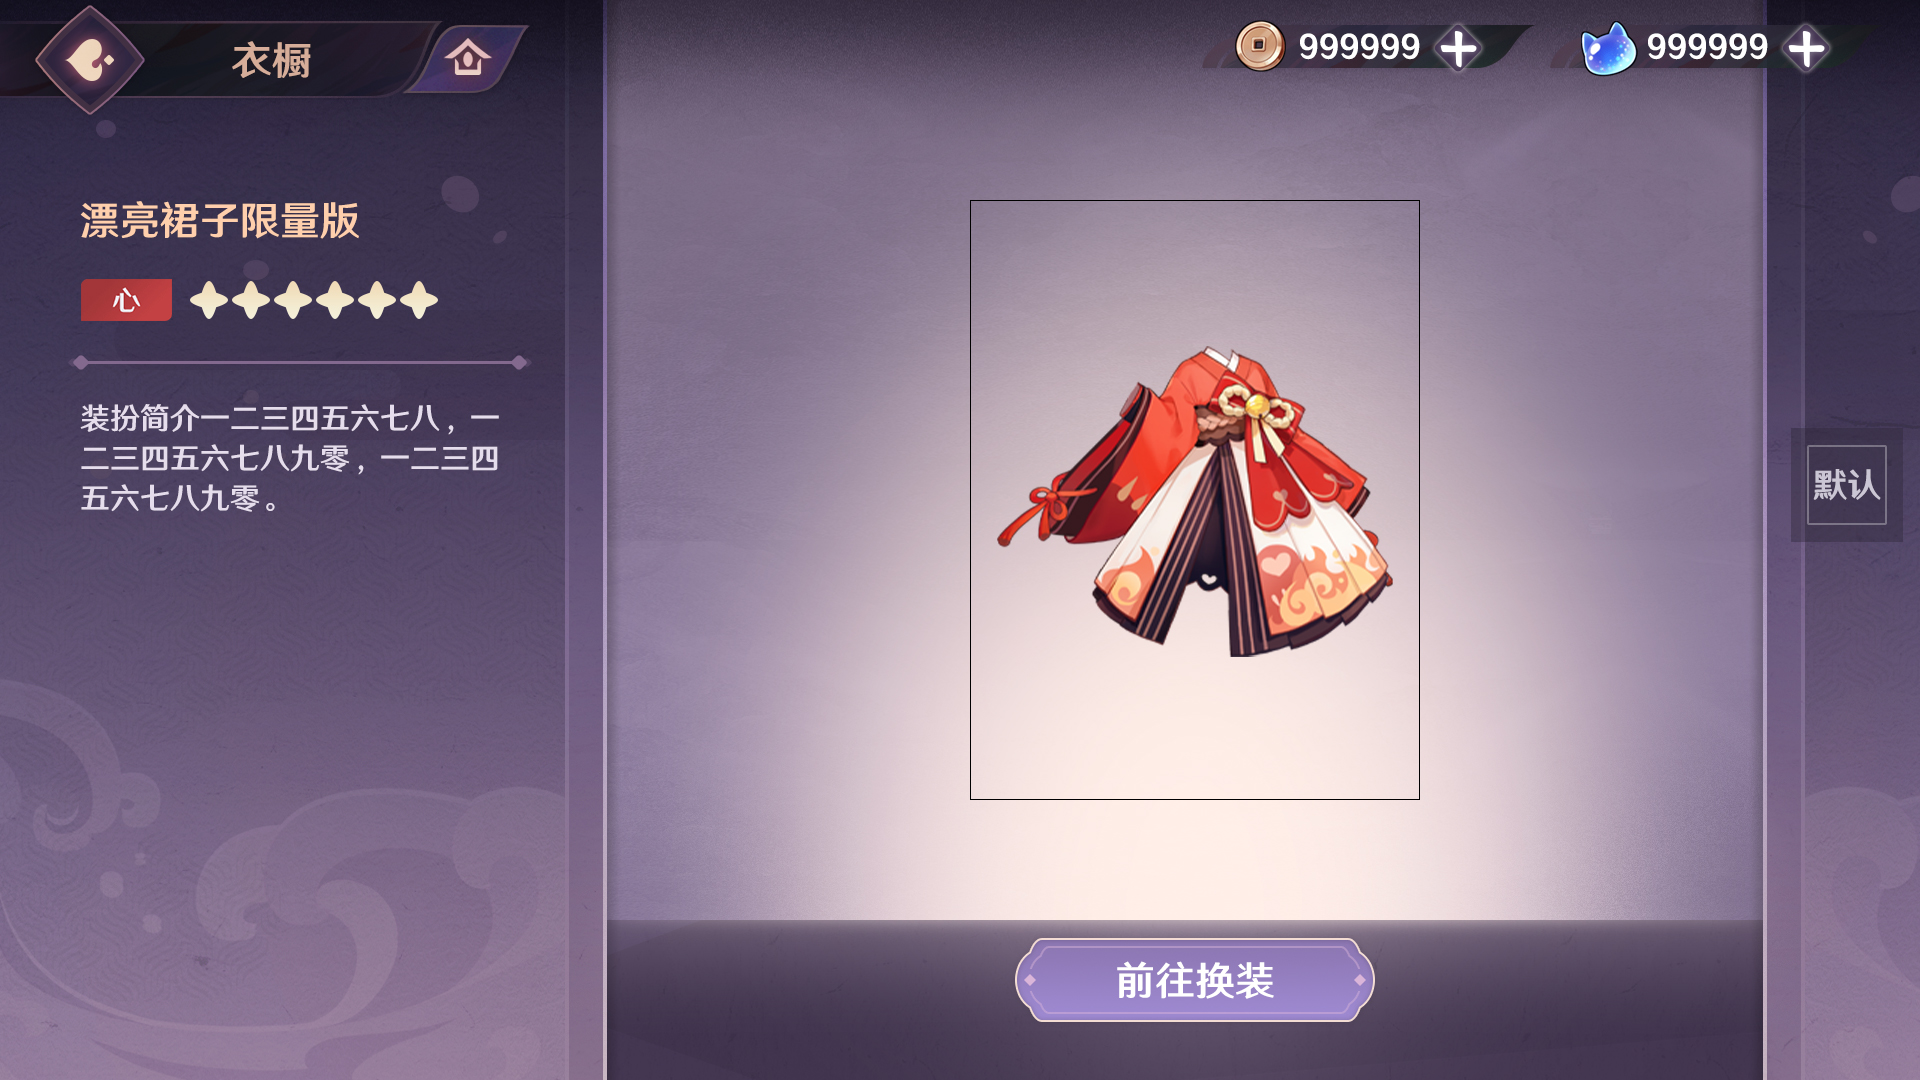 衣橱
999999
999999
漂亮裙子限量版
心
装扮简介一二三四五六七八，一
二三四五六七八九零，一二三四
五六七八九零。
默认
前往换装